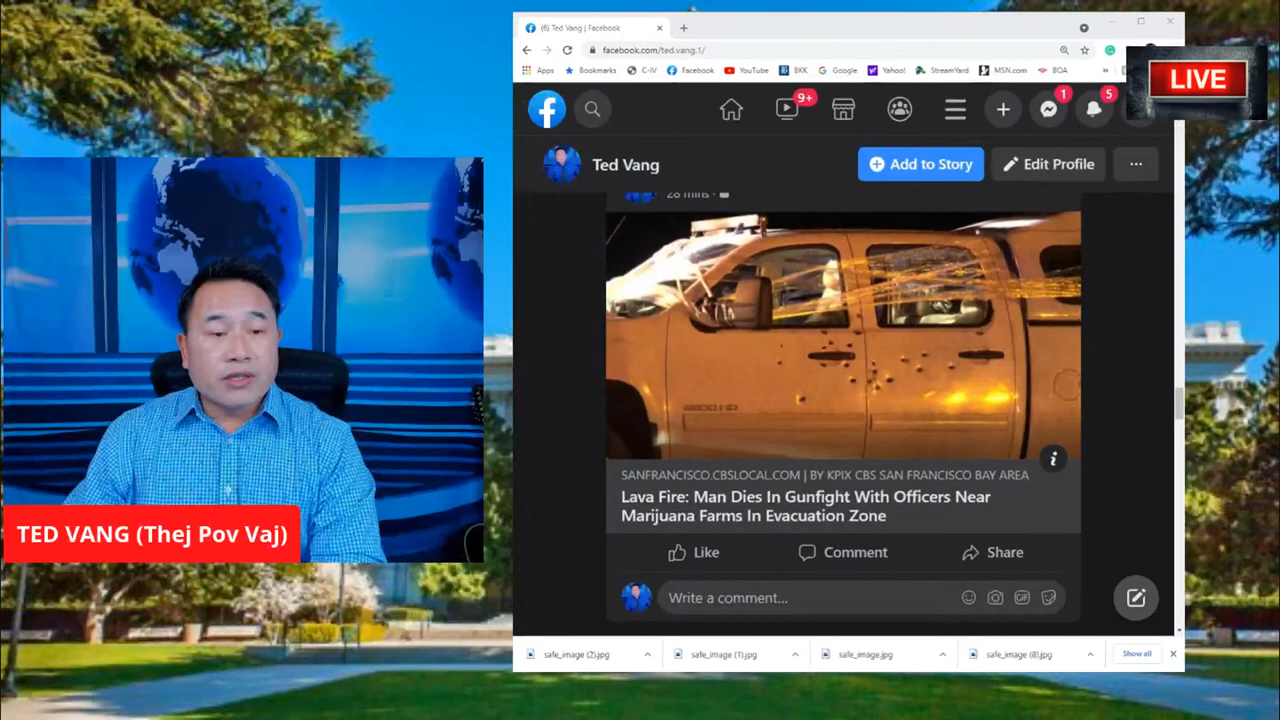 (6) Ted Vang | Facebook
facebook.com/ted.vang.1/
Apps Bookmarks C-IV Facebook YouTube BKK Google Yahoo! StreamYard MSN.com BOA »
LIVE
9+ 1 5
Ted Vang Add to Story Edit Profile
28 mins
SANFRANCISCO.CBSLOCAL.COM | BY KPIX CBS SAN FRANCISCO BAY AREA
Lava Fire: Man Dies In Gunfight With Officers Near
Marijuana Farms In Evacuation Zone
Like Comment Share
Write a comment... GIF
safe_image (2).jpg safe_image (1).jpg safe_image.jpg safe_image (8).jpg Show all
TED VANG (Thej Pov Vaj)